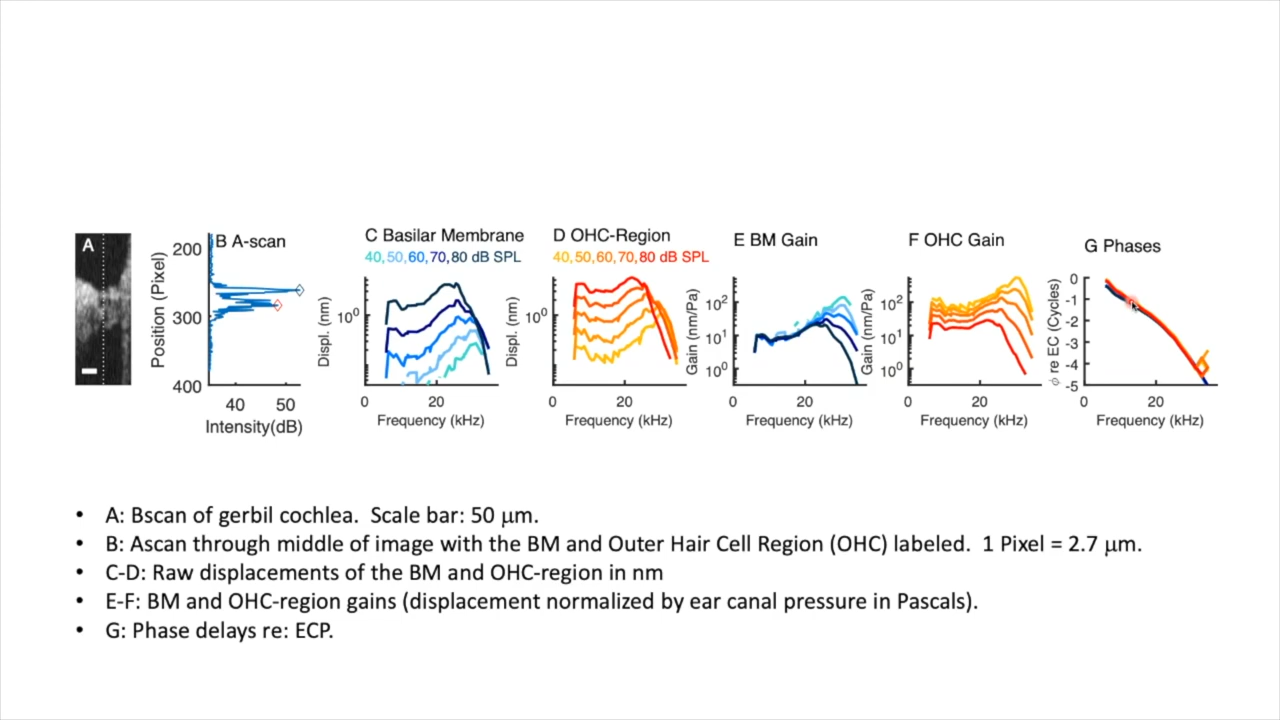 A
B A-scan
200
300
400
Position (Pixel)
40 50
Intensity(dB)
C Basilar Membrane
40,50,60,70,80 dB SPL
10⁰
Displ. (nm)
0 20
Frequency (kHz)
D OHC-Region
40,50,60,70,80 dB SPL
10⁰
Displ. (nm)
0 20
Frequency (kHz)
E BM Gain
10²
10¹
10⁰
Gain (nm/Pa)
0 20
Frequency (kHz)
F OHC Gain
10²
10¹
10⁰
Gain (nm/Pa)
0 20
Frequency (kHz)
G Phases
0
-1
-2
-3
-4
-5
ϕ re EC (Cycles)
0 20
Frequency (kHz)
• A: Bscan of gerbil cochlea. Scale bar: 50 μm.
• B: Ascan through middle of image with the BM and Outer Hair Cell Region (OHC) labeled. 1 Pixel = 2.7 μm.
• C-D: Raw displacements of the BM and OHC-region in nm
• E-F: BM and OHC-region gains (displacement normalized by ear canal pressure in Pascals).
• G: Phase delays re: ECP.